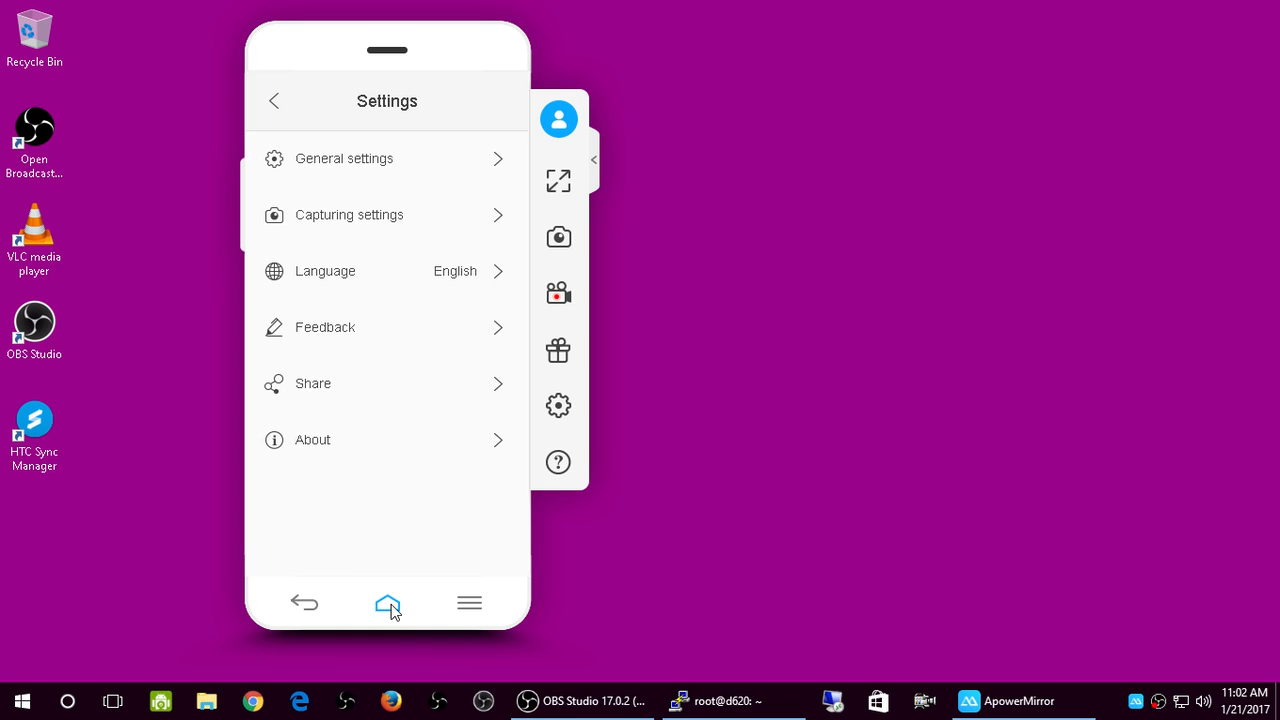 Recycle Bin
Open
Broadcast...
VLC media
player
OBS Studio
HTC Sync
Manager
Settings
General settings
Capturing settings
Language English
Feedback
Share
About
OBS Studio 17.0.2 (...
root@d620: ~
ApowerMirror
11:02 AM
1/21/2017